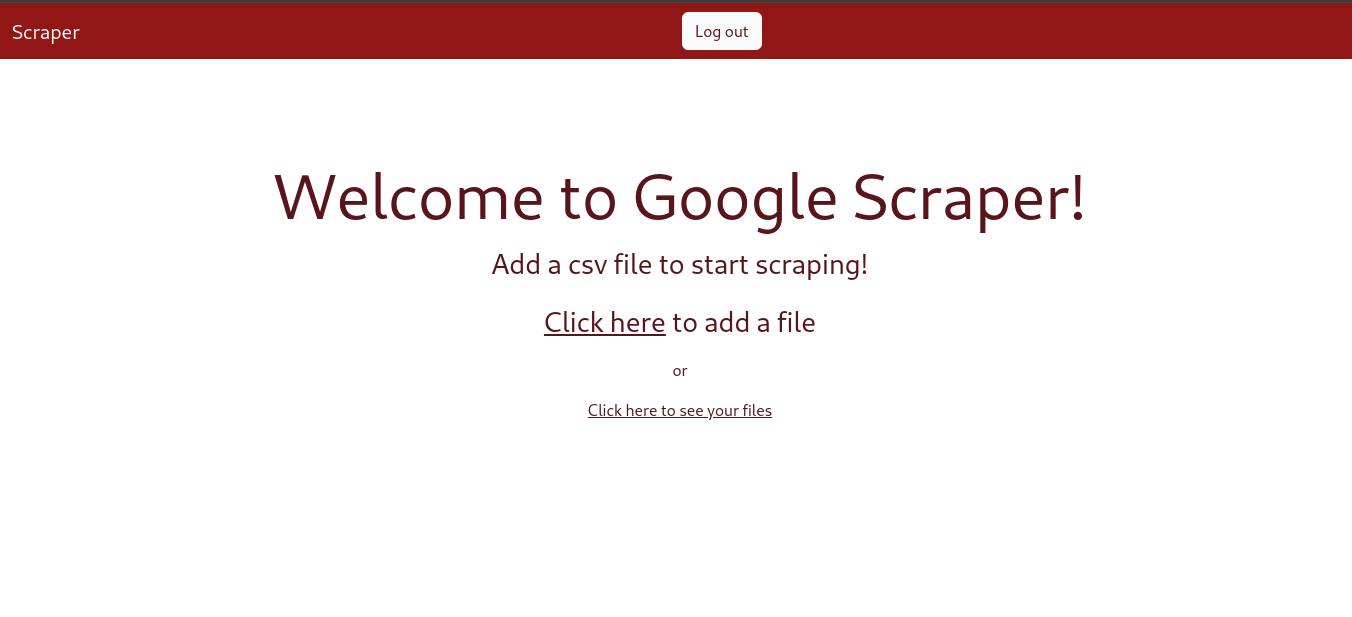 Scraper
Log out
Welcome to Google Scraper!
Add a csv file to start scraping!
Click here to add a file
or
Click here to see your files